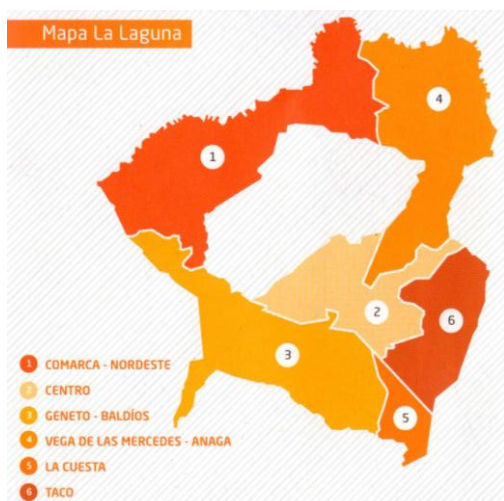 Mapa La Laguna
4
1
2
6
3
5
1 COMARCA - NORDESTE
2 CENTRO
3 GENETO - BALDÍOS
4 VEGA DE LAS MERCEDES - ANAGA
5 LA CUESTA
6 TACO